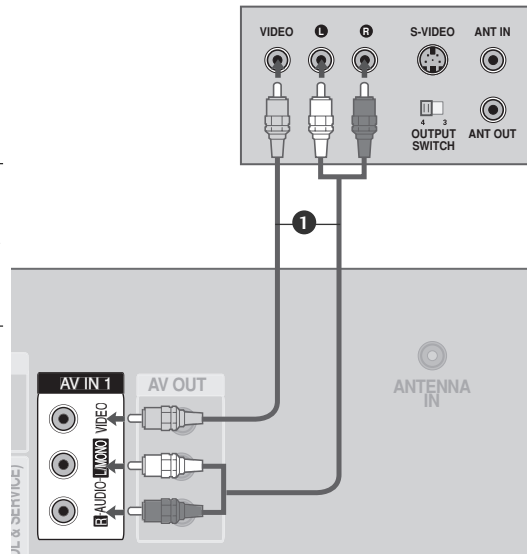 VIDEO L R S-VIDEO ANT IN
4 3
OUTPUT SWITCH
ANT OUT
1
AV IN 1
AV OUT
VIDEO
L/MONO
AUDIO
R
ANTENNA IN
& SERVICE)